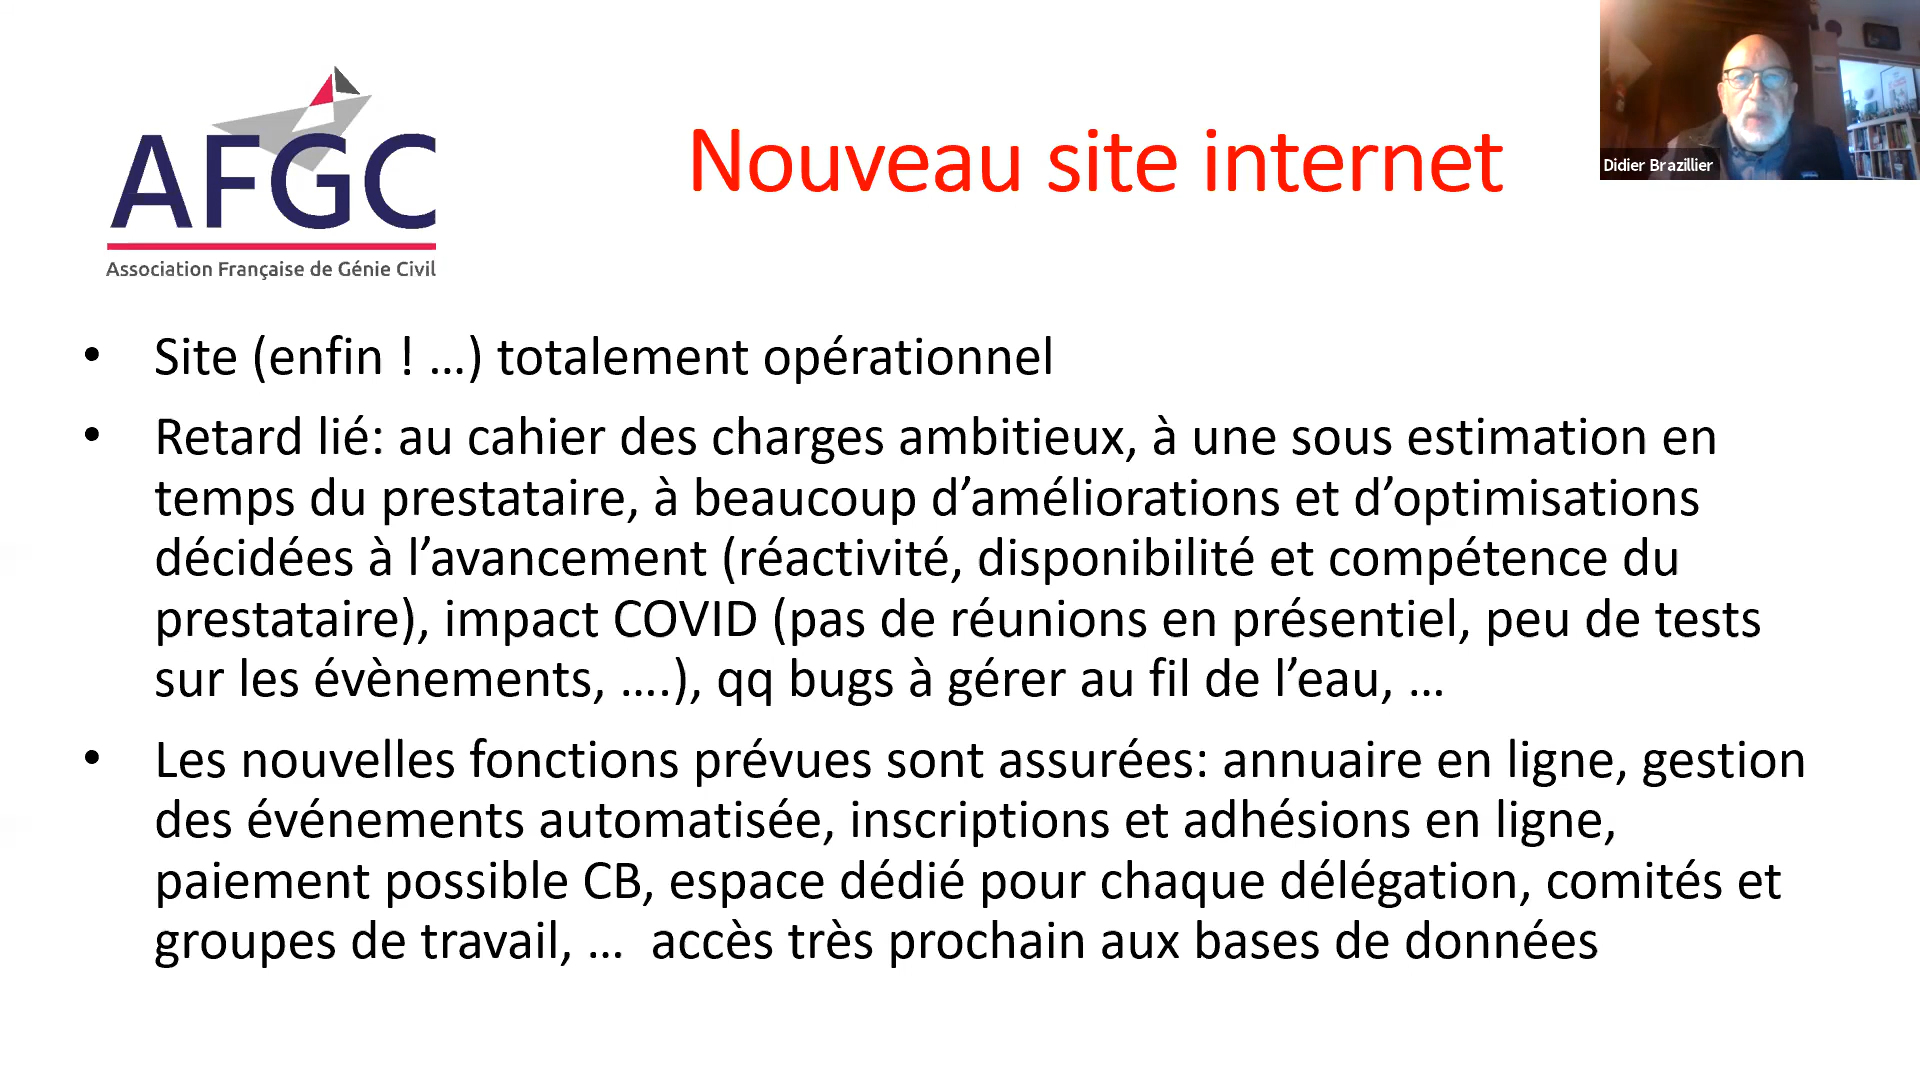 AFGC
Association Française de Génie Civil
Nouveau site internet
Didier Brazillier
• Site (enfin ! …) totalement opérationnel
• Retard lié: au cahier des charges ambitieux, à une sous estimation en
temps du prestataire, à beaucoup d’améliorations et d’optimisations
décidées à l’avancement (réactivité, disponibilité et compétence du
prestataire), impact COVID (pas de réunions en présentiel, peu de tests
sur les évènements, ….), qq bugs à gérer au fil de l’eau, …
• Les nouvelles fonctions prévues sont assurées: annuaire en ligne, gestion
des événements automatisée, inscriptions et adhésions en ligne,
paiement possible CB, espace dédié pour chaque délégation, comités et
groupes de travail, … accès très prochain aux bases de données